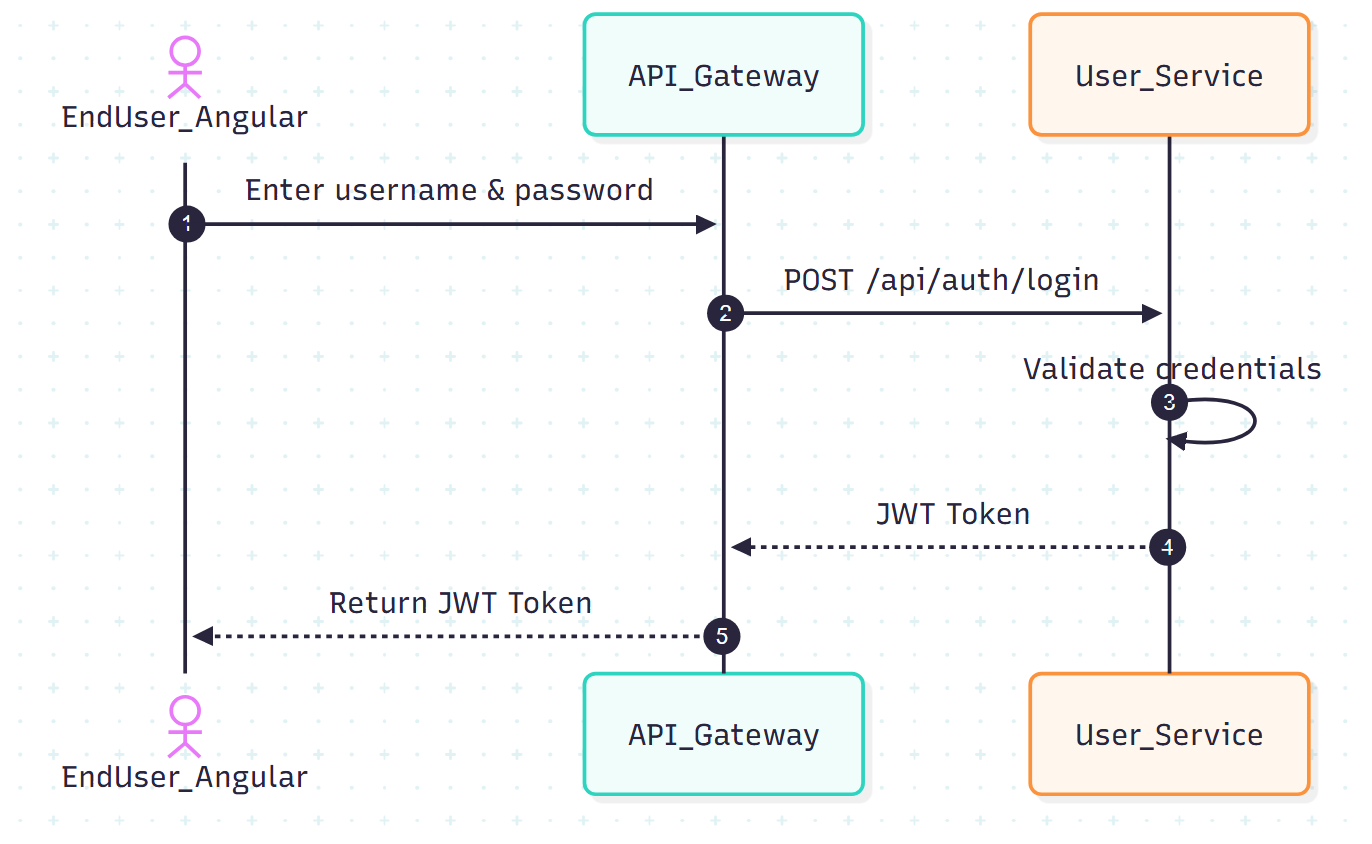 EndUser_Angular
API_Gateway
User_Service
Enter username & password
1
POST /api/auth/login
2
Validate credentials
3
JWT Token
4
Return JWT Token
5
EndUser_Angular
API_Gateway
User_Service